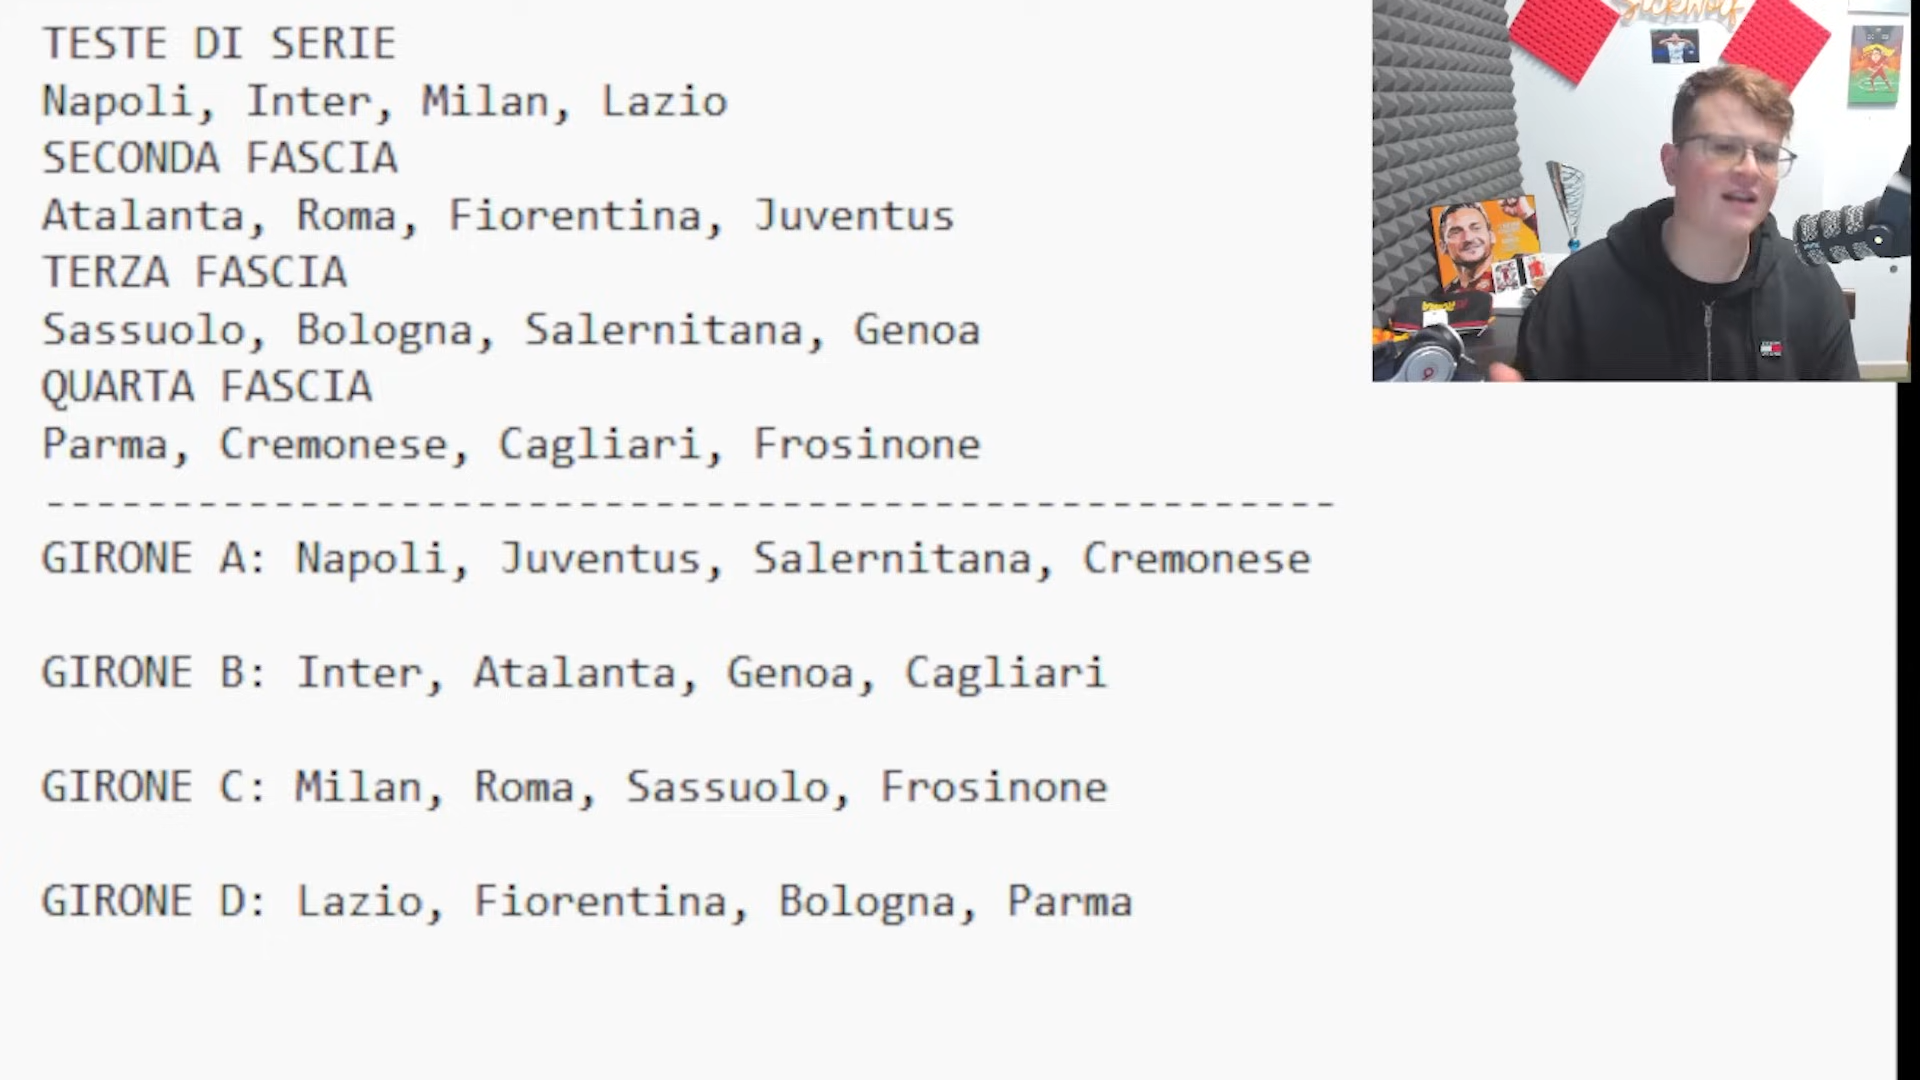 TESTE DI SERIE
Napoli, Inter, Milan, Lazio
SECONDA FASCIA
Atalanta, Roma, Fiorentina, Juventus
TERZA FASCIA
Sassuolo, Bologna, Salernitana, Genoa
QUARTA FASCIA
Parma, Cremonese, Cagliari, Frosinone
---------------------------------------------------
GIRONE A: Napoli, Juventus, Salernitana, Cremonese
GIRONE B: Inter, Atalanta, Genoa, Cagliari
GIRONE C: Milan, Roma, Sassuolo, Frosinone
GIRONE D: Lazio, Fiorentina, Bologna, Parma